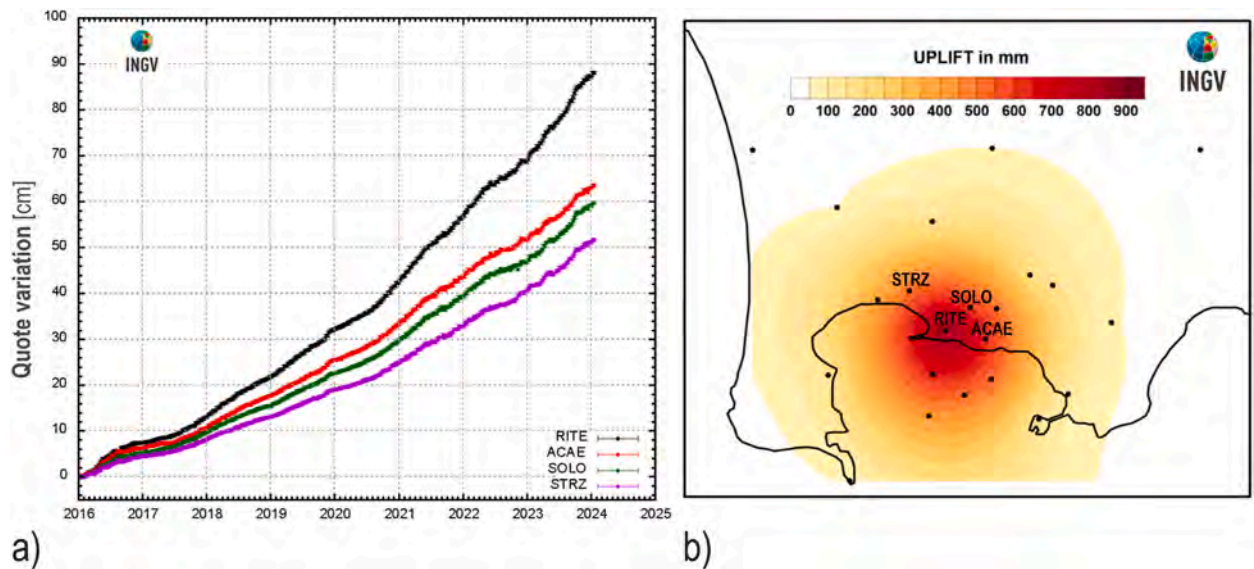 100
90
80
70
60
50
40
30
20
10
0
Quote variation [cm]
INGV
RITE
ACAE
SOLO
STRZ
2016 2017 2018 2019 2020 2021 2022 2023 2024 2025
a)
UPLIFT in mm
0 100 200 300 400 500 600 700 800 900
INGV
STRZ
SOLO
RITE
ACAE
b)